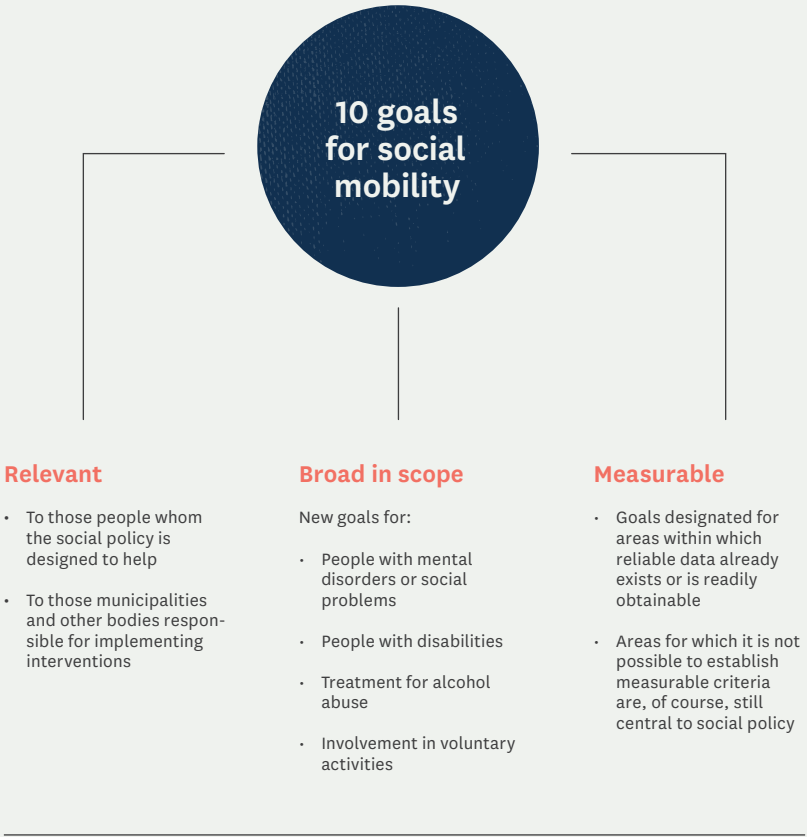 10 goals
for social
mobility
Relevant
• To those people whom
the social policy is
designed to help
• To those municipalities
and other bodies respon-
sible for implementing
interventions
Broad in scope
New goals for:
• People with mental
disorders or social
problems
• People with disabilities
• Treatment for alcohol
abuse
• Involvement in voluntary
activities
Measurable
• Goals designated for
areas within which
reliable data already
exists or is readily
obtainable
• Areas for which it is not
possible to establish
measurable criteria
are, of course, still
central to social policy